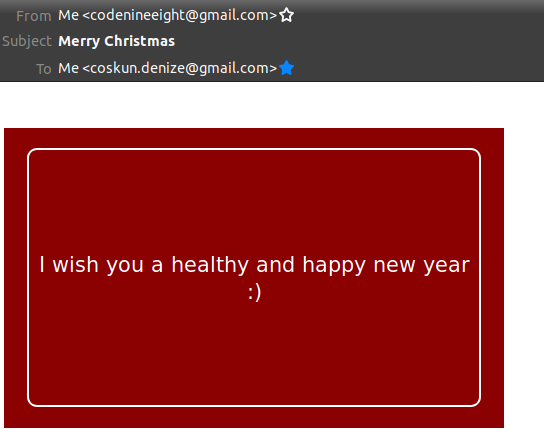 From Me <codenineeight@gmail.com>
Subject Merry Christmas
To Me <coskun.denize@gmail.com>
I wish you a healthy and happy new year
:)